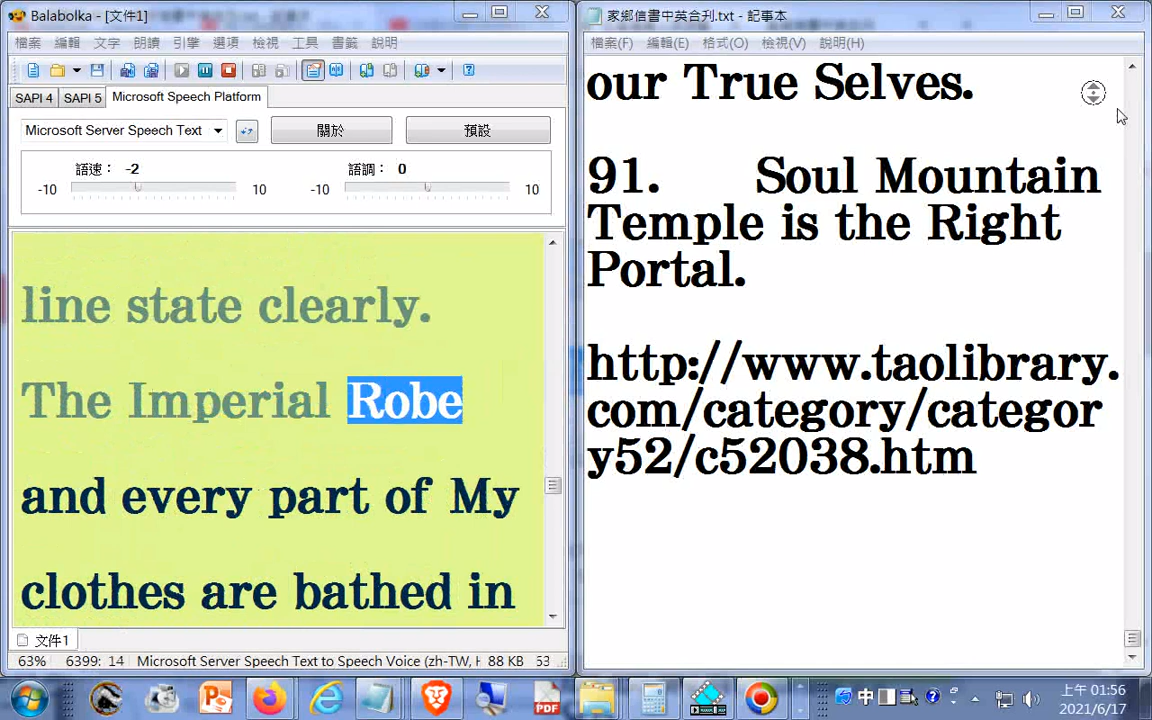 Balabolka - [文件1]
檔案 編輯 文字 朗讀 引擎 選項 檢視 工具 書籤 說明
SAPI 4 SAPI 5 Microsoft Speech Platform
Microsoft Server Speech Text 關於 預設
語速： -2 語調： 0
-10 10 -10 10
line state clearly.
The Imperial Robe
and every part of My
clothes are bathed in
文件1
63% 6399: 14 Microsoft Server Speech Text to Speech Voice (zh-TW, H 88 KB 53
家鄉信書中英合刋.txt - 記事本
檔案(F) 編輯(E) 格式(O) 檢視(V) 說明(H)
our True Selves.
91. Soul Mountain
Temple is the Right
Portal.
http://www.taolibrary.
com/category/categor
y52/c52038.htm
PDF
中
上午 01:56
2021/6/17